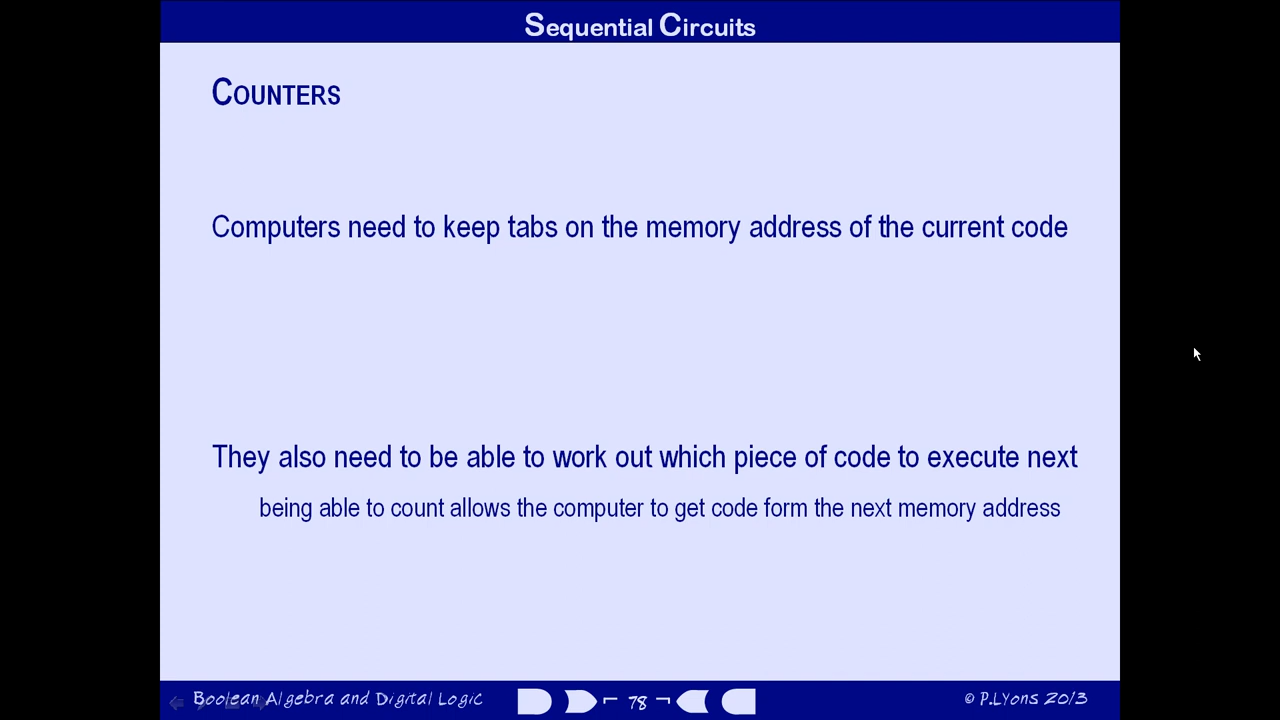 Sequential Circuits
Counters
Computers need to keep tabs on the memory address of the current code
They also need to be able to work out which piece of code to execute next
being able to count allows the computer to get code form the next memory address
Boolean Algebra and Digital Logic
78
© P.Lyons 2013